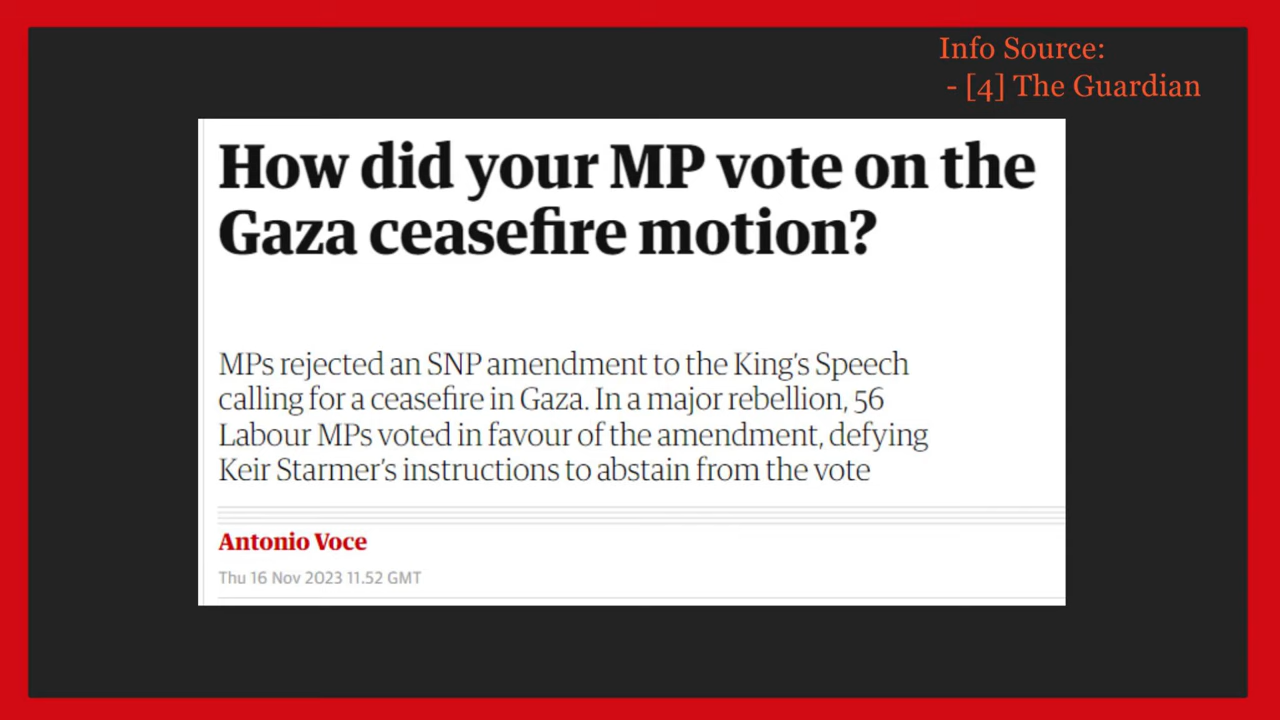 Info Source:
- [4] The Guardian
How did your MP vote on the
Gaza ceasefire motion?
MPs rejected an SNP amendment to the King’s Speech
calling for a ceasefire in Gaza. In a major rebellion, 56
Labour MPs voted in favour of the amendment, defying
Keir Starmer’s instructions to abstain from the vote
Antonio Voce
Thu 16 Nov 2023 11.52 GMT